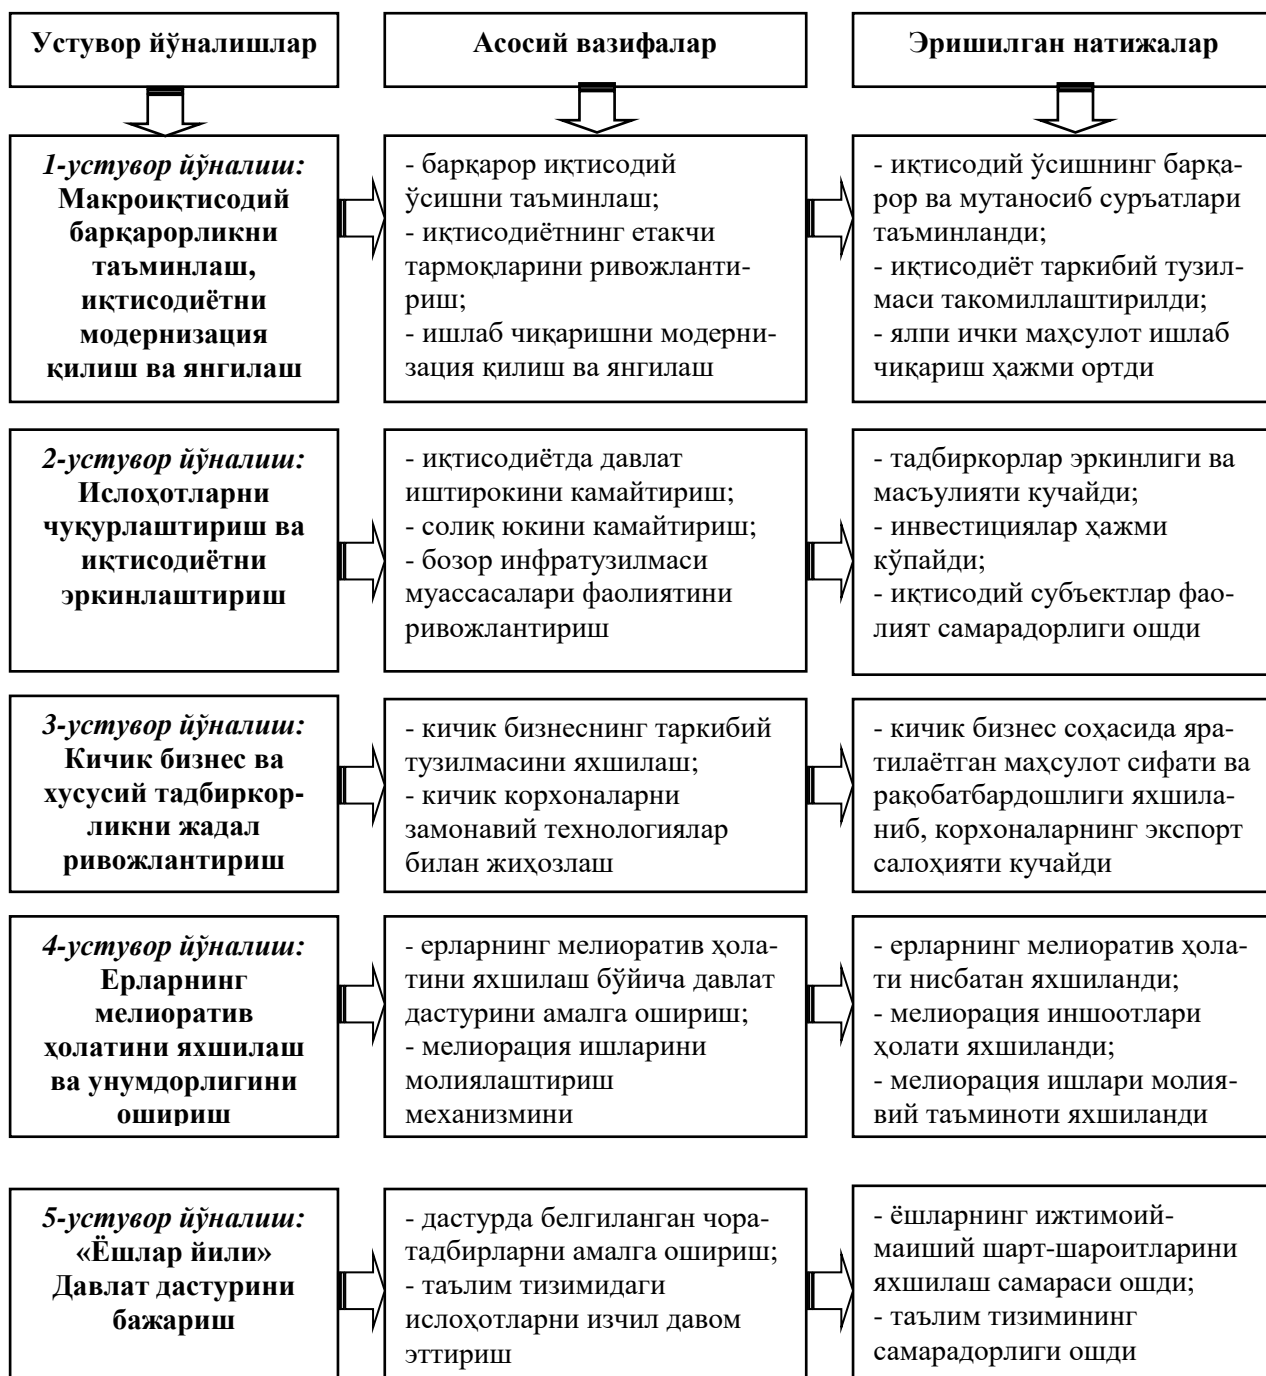 Устувор йўналишлар
Асосий вазифалар
Эришилган натижалар
1-устувор йўналиш:
Макроиқтисодий
барқарорликни
таъминлаш,
иқтисодиётни
модернизация
қилиш ва янгилаш
- барқарор иқтисодий
ўсишни таъминлаш;
- иқтисодиётнинг етакчи
тармоқларини ривожланти-
риш;
- ишлаб чиқаришни модерни-
зация қилиш ва янгилаш
- иқтисодий ўсишнинг барқа-
рор ва мутаносиб суръатлари
таъминланди;
- иқтисодиёт таркибий тузил-
маси такомиллаштирилди;
- ялпи ички маҳсулот ишлаб
чиқариш ҳажми ортди
2-устувор йўналиш:
Ислоҳотларни
чуқурлаштириш ва
иқтисодиётни
эркинлаштириш
- иқтисодиётда давлат
иштирокини камайтириш;
- солиқ юкини камайтириш;
- бозор инфратузилмаси
муассасалари фаолиятини
ривожлантириш
- тадбиркорлар эркинлиги ва
масъулияти кучайди;
- инвестициялар ҳажми
кўпайди;
- иқтисодий субъектлар фао-
лият самарадорлиги ошди
3-устувор йўналиш:
Кичик бизнес ва
хусусий тадбиркор-
ликни жадал
ривожлантириш
- кичик бизнеснинг таркибий
тузилмасини яхшилаш;
- кичик корхоналарни
замонавий технологиялар
билан жиҳозлаш
- кичик бизнес соҳасида яра-
тилаётган маҳсулот сифати ва
рақобатбардошлиги яхшила-
ниб, корхоналарнинг экспорт
салоҳияти кучайди
4-устувор йўналиш:
Ерларнинг
мелиоратив
ҳолатини яхшилаш
ва унумдорлигини
ошириш
- ерларнинг мелиоратив ҳола-
тини яхшилаш бўйича давлат
дастурини амалга ошириш;
- мелиорация ишларини
молиялаштириш
механизмини
- ерларнинг мелиоратив ҳола-
ти нисбатан яхшиланди;
- мелиорация иншоотлари
ҳолати яхшиланди;
- мелиорация ишлари молия-
вий таъминоти яхшиланди
5-устувор йўналиш:
«Ёшлар йили»
Давлат дастурини
бажариш
- дастурда белгиланган чора-
тадбирларни амалга ошириш;
- таълим тизимидаги
ислоҳотларни изчил давом
эттириш
- ёшларнинг ижтимоий-
маиший шарт-шароитларини
яхшилаш самараси ошди;
- таълим тизимининг
самарадорлиги ошди